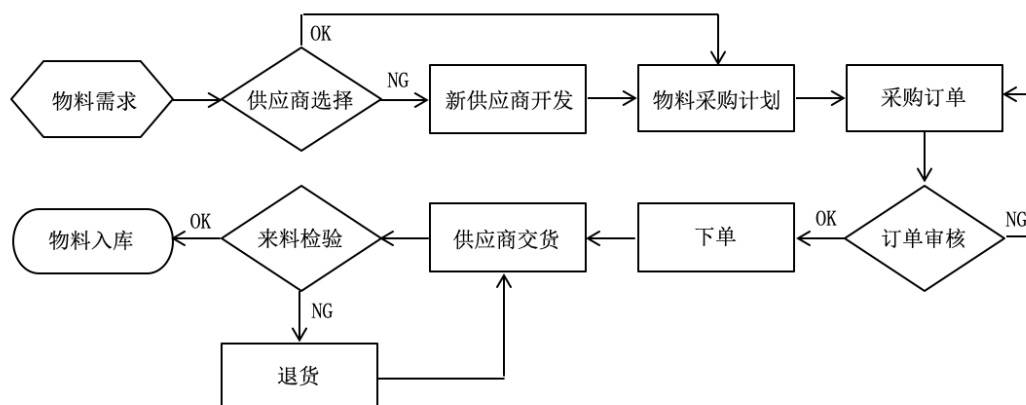 OK
物料需求
供应商选择
NG
新供应商开发
物料采购计划
采购订单
物料入库
OK
来料检验
供应商交货
下单
OK
订单审核
NG
NG
退货